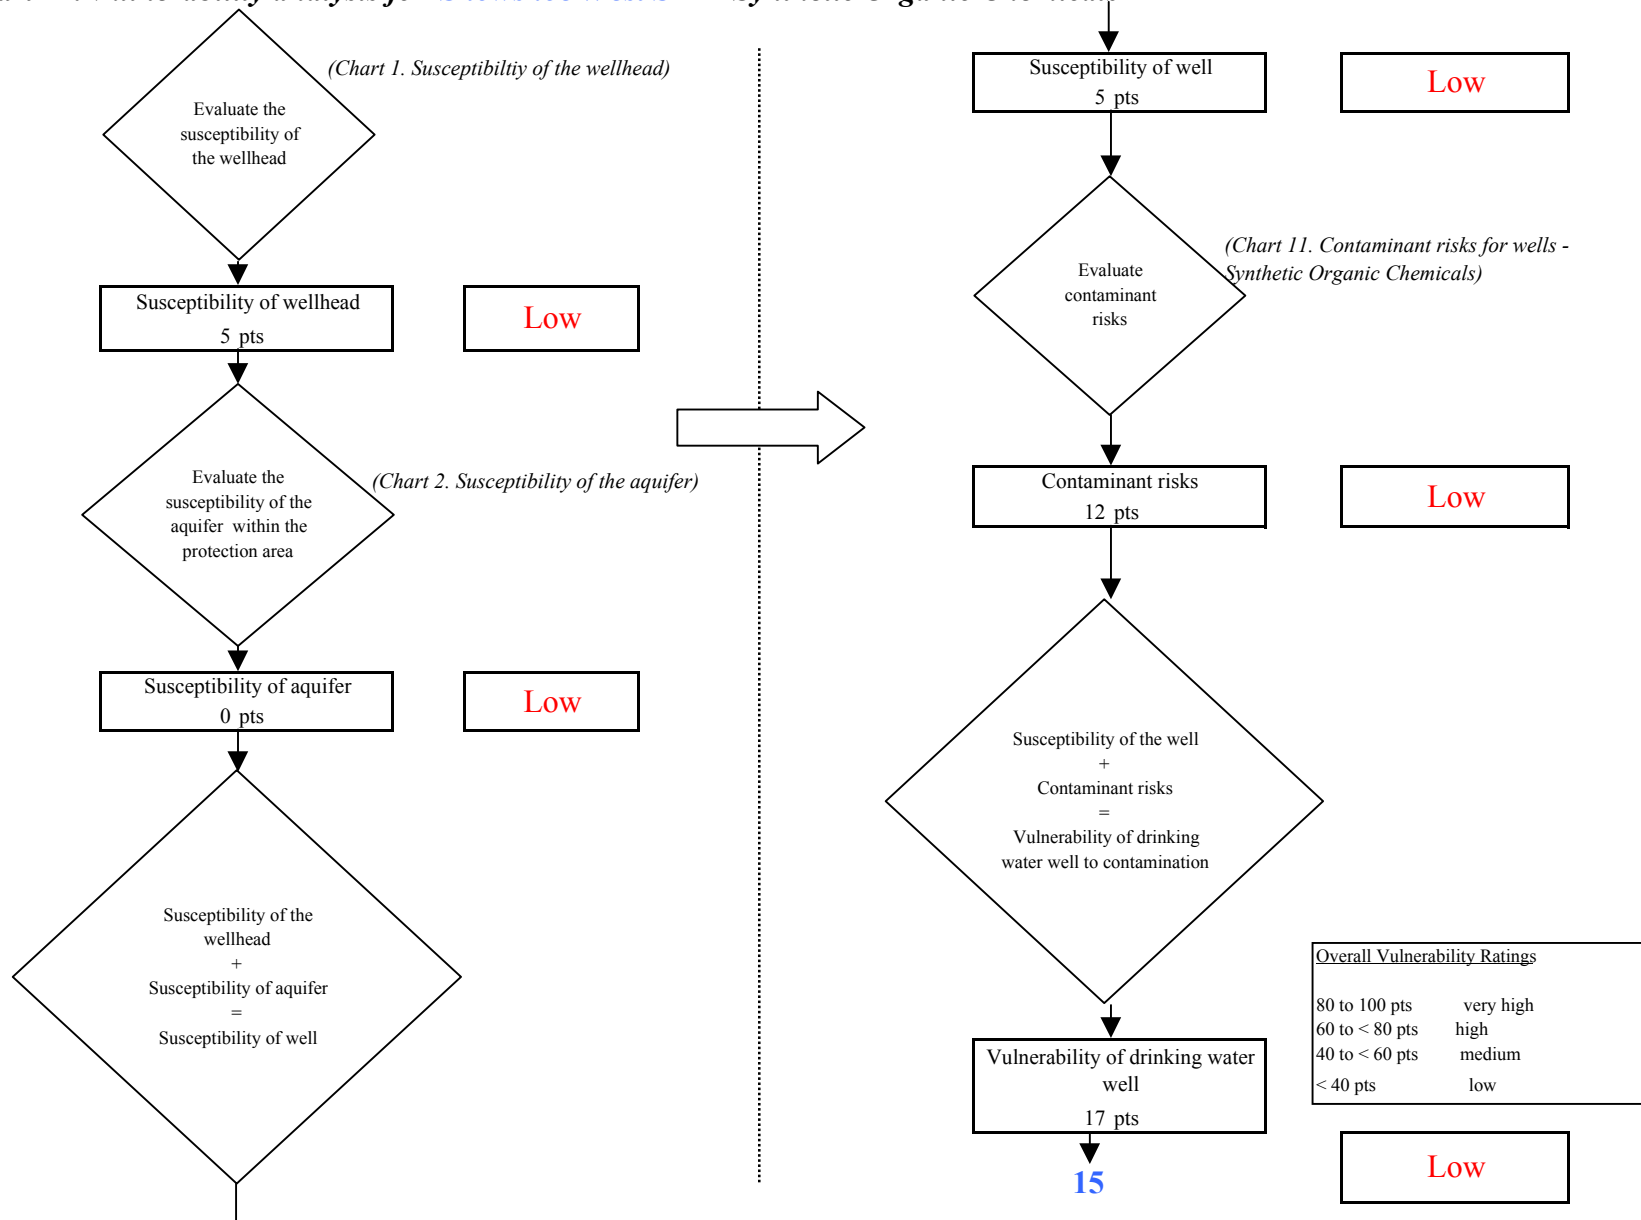 (Chart 1. Susceptibiltiy of the wellhead)
Evaluate the
susceptibility of
the wellhead
Susceptibility of wellhead
5 pts
Low
Evaluate the
susceptibility of the
aquifer within the
protection area
(Chart 2. Susceptibility of the aquifer)
Susceptibility of aquifer
0 pts
Low
Susceptibility of the
wellhead
+
Susceptibility of aquifer
=
Susceptibility of well
Susceptibility of well
5 pts
Low
Evaluate
contaminant
risks
(Chart 11. Contaminant risks for wells -
Synthetic Organic Chemicals)
Contaminant risks
12 pts
Low
Susceptibility of the well
+
Contaminant risks
=
Vulnerability of drinking
water well to contamination
Vulnerability of drinking water
well
17 pts
15
Overall Vulnerability Ratings
80 to 100 pts very high
60 to < 80 pts high
40 to < 60 pts medium
< 40 pts low
Low